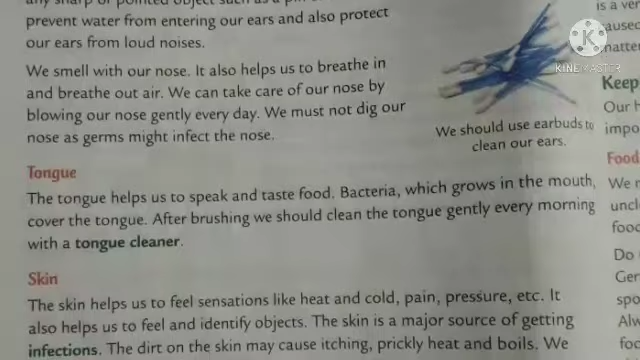 any sharp or pointed object such as a
prevent water from entering our ears and also protect
our ears from loud noises.
We smell with our nose. It also helps us to breathe in
and breathe out air. We can take care of our nose by
blowing our nose gently every day. We must not dig our
nose as germs might infect the nose.
We should use earbuds to
clean our ears.
Tongue
The tongue helps us to speak and taste food. Bacteria, which grows in the mouth,
cover the tongue. After brushing we should clean the tongue gently every morning
with a tongue cleaner.
Skin
The skin helps us to feel sensations like heat and cold, pain, pressure, etc. It
also helps us to feel and identify objects. The skin is a major source of getting
infections. The dirt on the skin may cause itching, prickly heat and boils. We
is a
Keep
Our
Food
Do
K
KINEMASTER